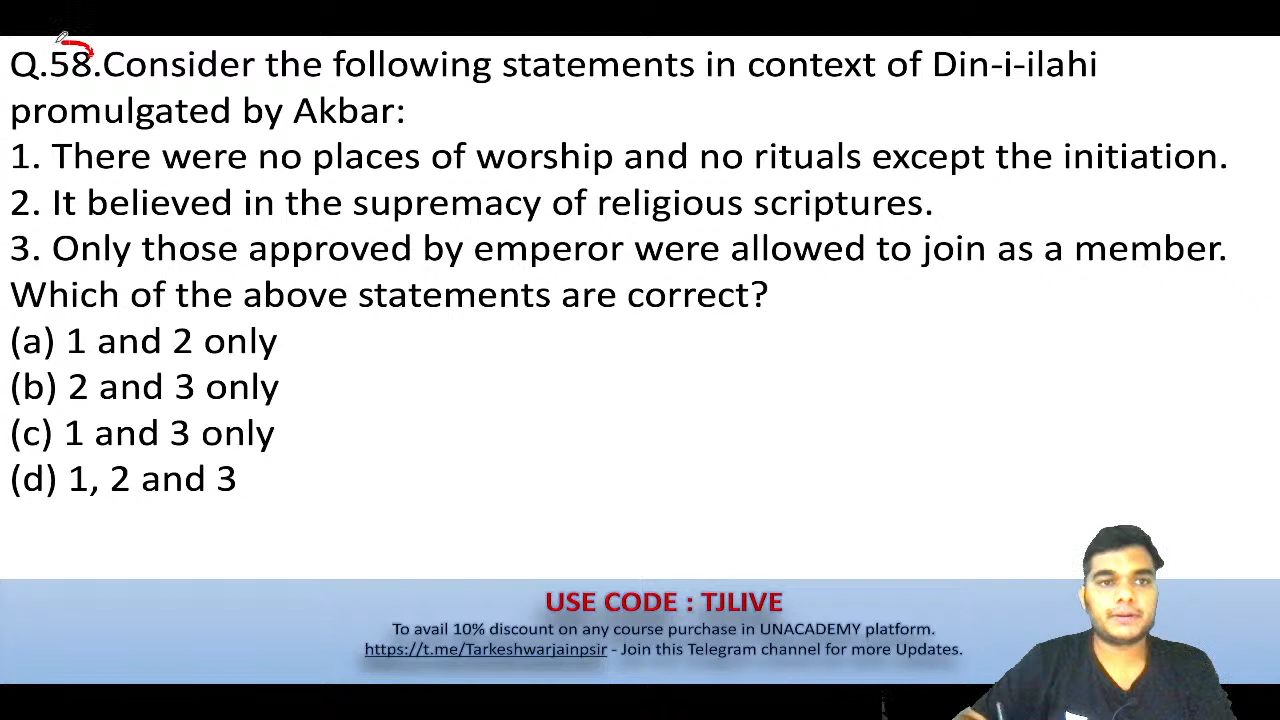 Q.58.Consider the following statements in context of Din-i-ilahi
promulgated by Akbar:
1. There were no places of worship and no rituals except the initiation.
2. It believed in the supremacy of religious scriptures.
3. Only those approved by emperor were allowed to join as a member.
Which of the above statements are correct?
(a) 1 and 2 only
(b) 2 and 3 only
(c) 1 and 3 only
(d) 1, 2 and 3
USE CODE : TJLIVE
To avail 10% discount on any course purchase in UNACADEMY platform.
https://t.me/Tarkeshwarjainpsir - Join this Telegram channel for more Updates.